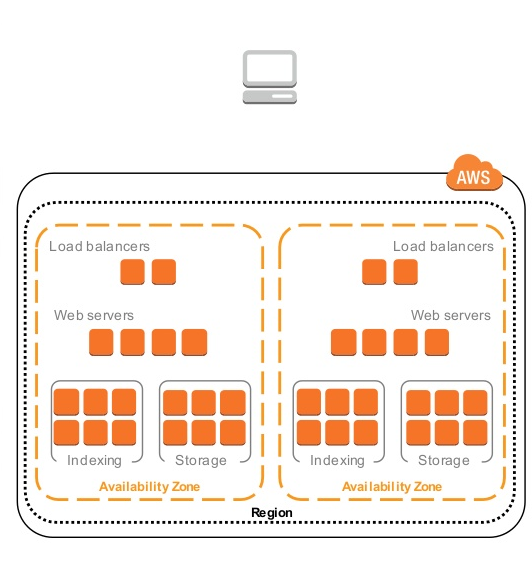 AWS
Load balancers
Load balancers
Web servers
Web servers
Indexing
Storage
Indexing
Storage
Availability Zone
Availability Zone
Region